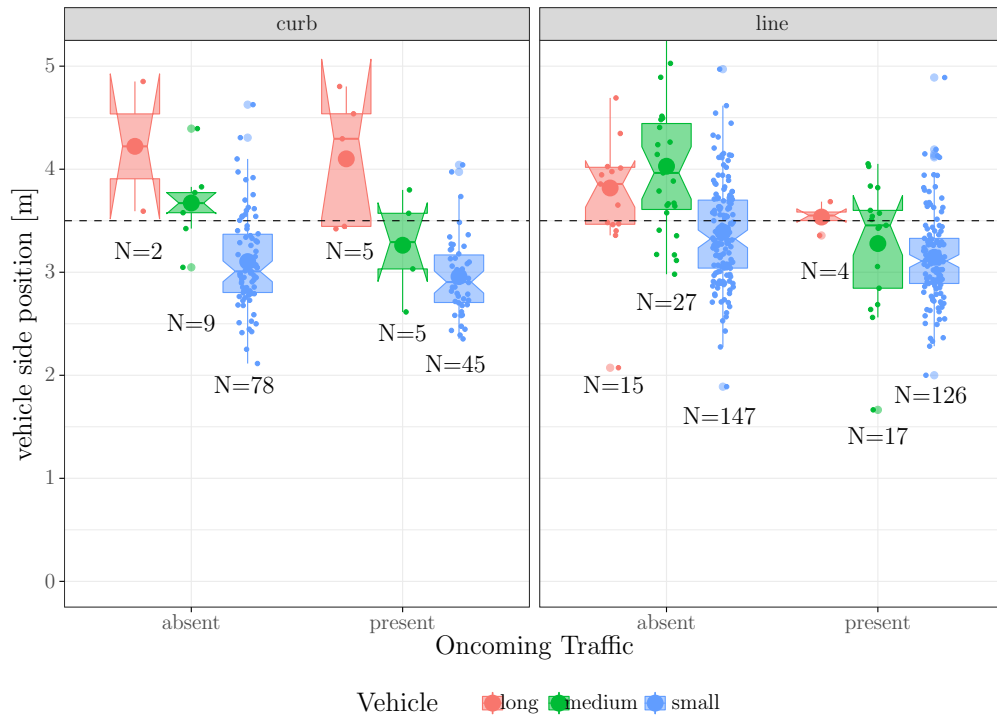 curb line
vehicle side position [m]
5
4
3
2
1
0
N=2
N=9
N=78
N=5
N=5
N=45
N=15
N=27
N=147
N=4
N=17
N=126
absent present absent present
Oncoming Traffic
Vehicle long medium small